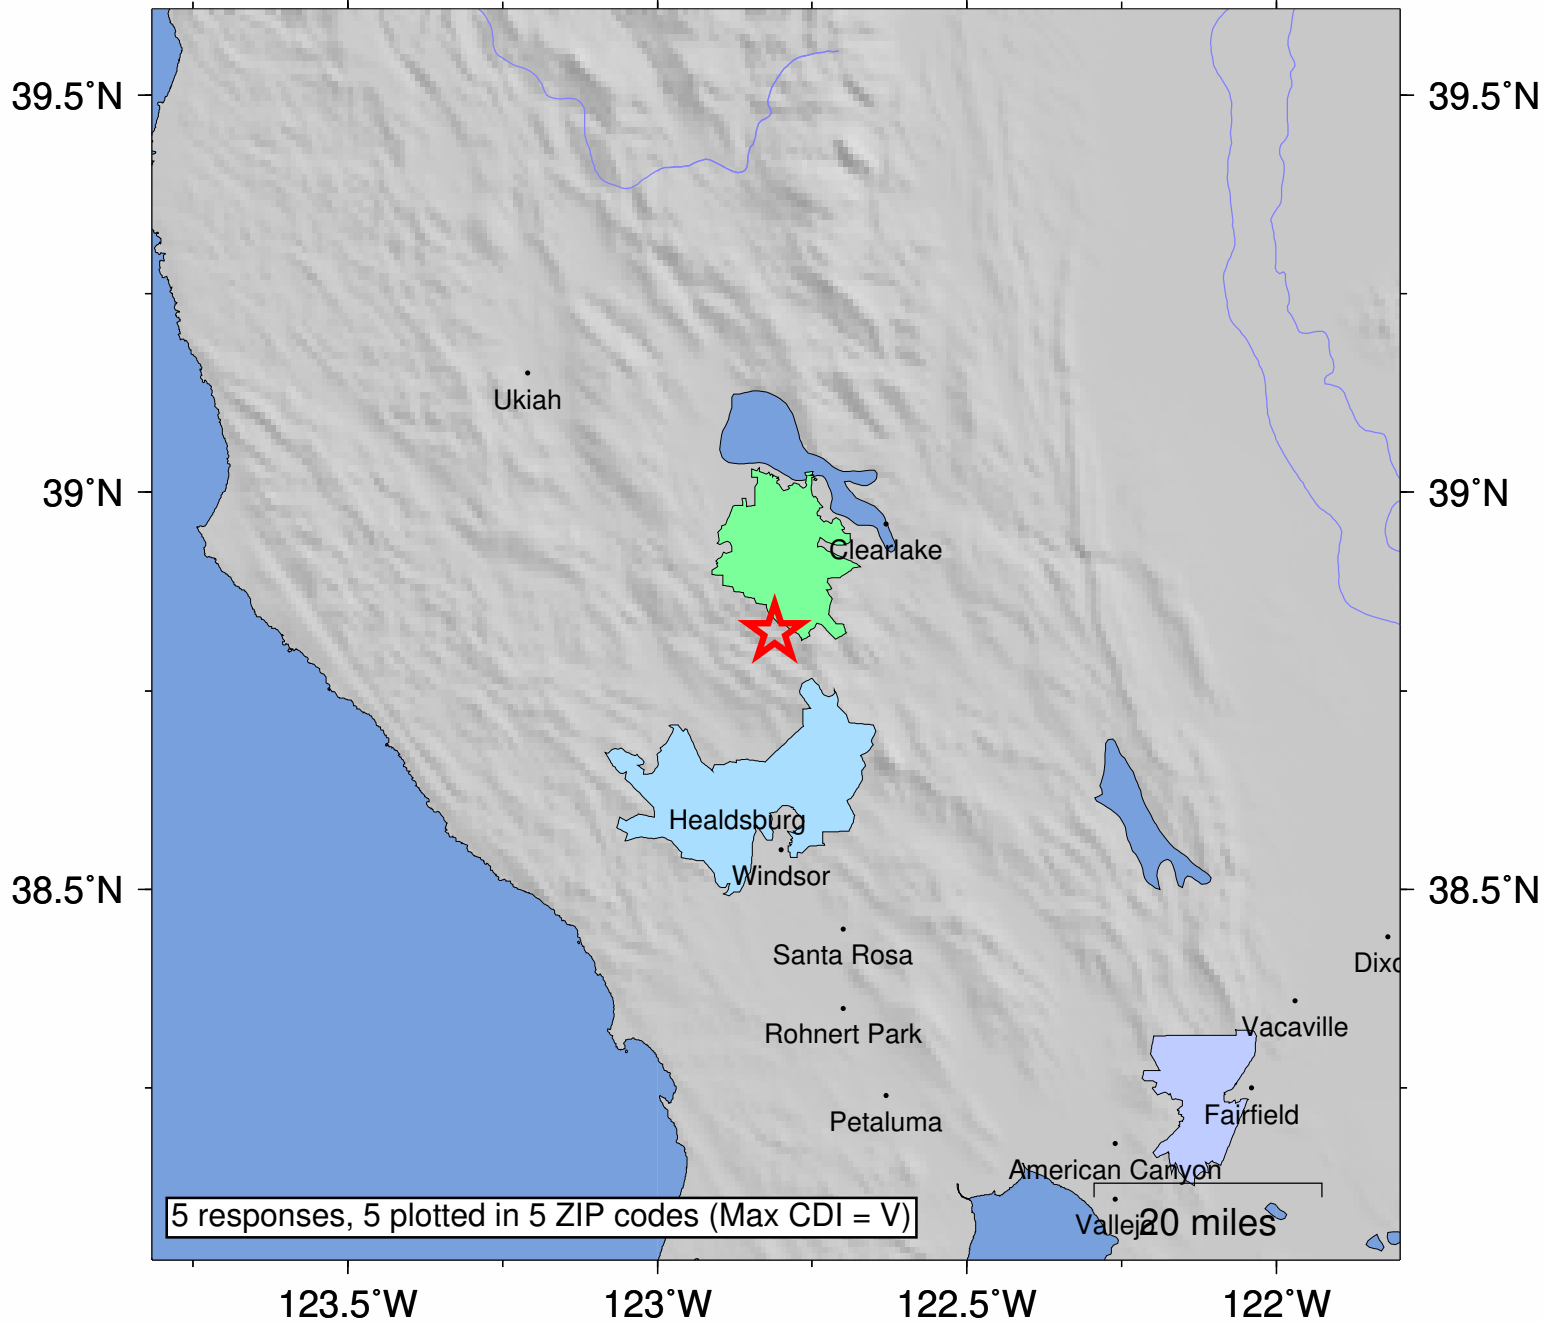 39.5°N
39.5°N
Ukiah
39°N
39°N
Clearlake
Healdsburg
Windsor
38.5°N
38.5°N
Santa Rosa
Dixo
Vacaville
Rohnert Park
Fairfield
Petaluma
American Canyon
5 responses, 5 plotted in 5 ZIP codes (Max CDI = V)
Vallejo
20 miles
123.5°W
123°W
122.5°W
122°W